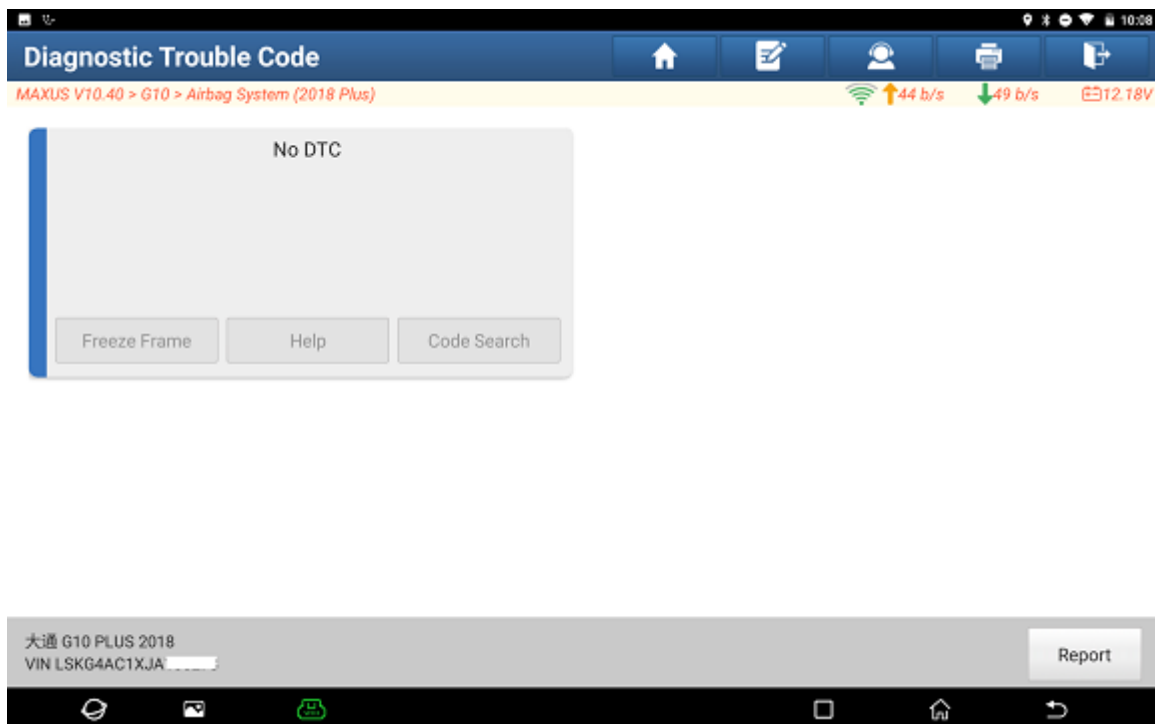 10:08
Diagnostic Trouble Code
MAXUS V10.40 > G10 > Airbag System (2018 Plus)
44 b/s
49 b/s
12.18V
No DTC
Freeze Frame
Help
Code Search
大通 G10 PLUS 2018
VIN LSKG4AC1XJA
Report